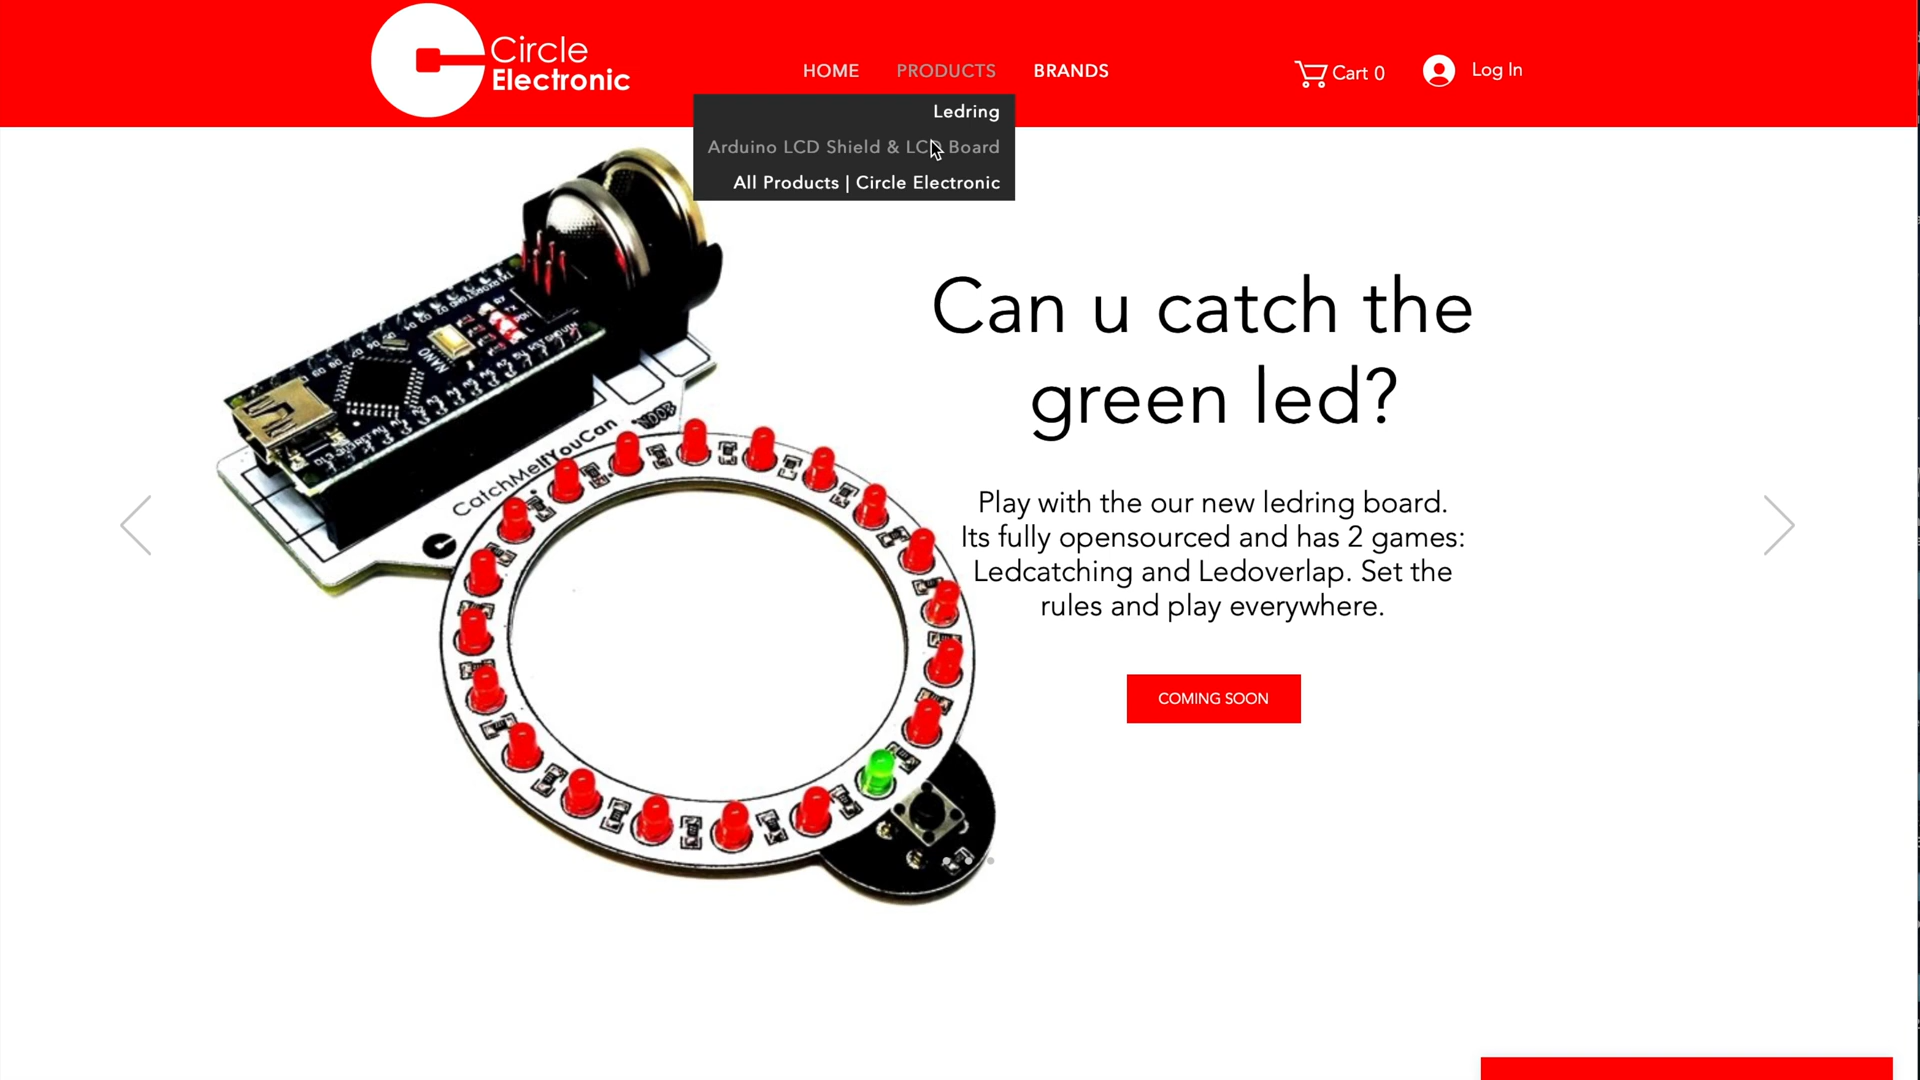 Circle
Electronic
HOME
PRODUCTS
BRANDS
Cart 0
Log In
Ledring
Arduino LCD Shield & LCD Board
All Products | Circle Electronic
Can u catch the
green led?
Play with the our new ledring board.
Its fully opensourced and has 2 games:
Ledcatching and Ledoverlap. Set the
rules and play everywhere.
COMING SOON
NANO
CatchMeIfYouCan